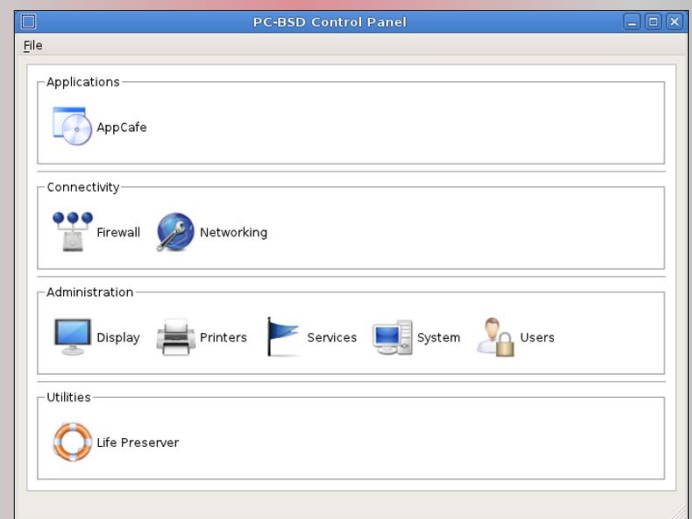 PC-BSD Control Panel
File
Applications
AppCafe
Connectivity
Firewall Networking
Administration
Display Printers Services System Users
Utilities
Life Preserver